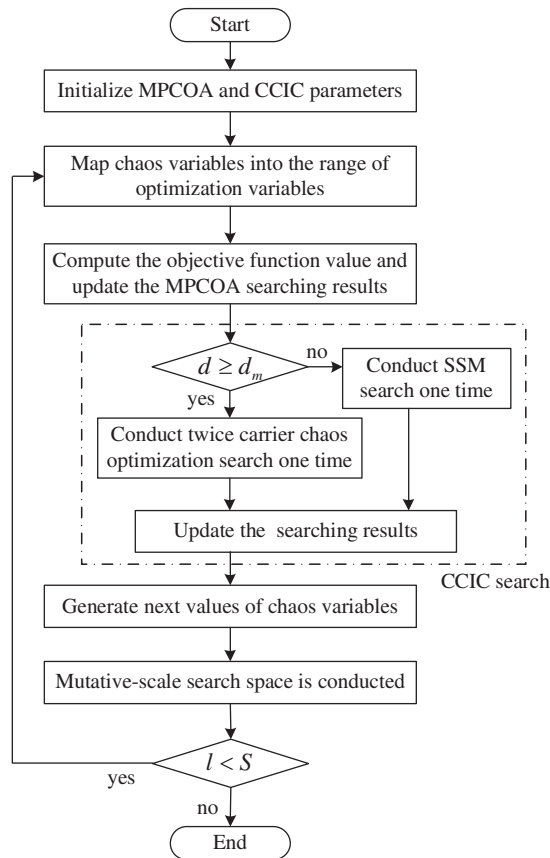 Start
Initialize MPCOA and CCIC parameters
Map chaos variables into the range of
optimization variables
Compute the objective function value and
update the MPCOA searching results
d ≥ d_m
no
Conduct SSM
search one time
yes
Conduct twice carrier chaos
optimization search one time
Update the searching results
CCIC search
Generate next values of chaos variables
Mutative-scale search space is conducted
l < S
yes
no
End